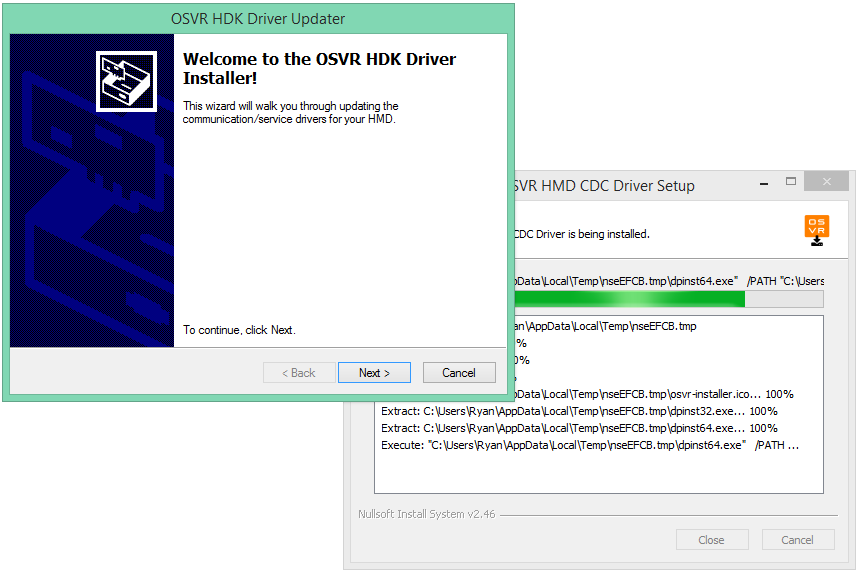 OSVR HDK Driver Updater
Welcome to the OSVR HDK Driver
Installer!
This wizard will walk you through updating the
communication/service drivers for your HMD.
To continue, click Next.
< Back
Next >
Cancel
SVR HMD CDC Driver Setup
OS
VR
CDC Driver is being installed.
pData\Local\Temp\nseEFCB.tmp\dpinst64.exe" /PATH "C:\Users
an\AppData\Local\Temp\nseEFCB.tmp
%
0%
%
pData\Local\Temp\nseEFCB.tmp\osvr-installer.ico... 100%
Extract: C:\Users\Ryan\AppData\Local\Temp\nseEFCB.tmp\dpinst32.exe... 100%
Extract: C:\Users\Ryan\AppData\Local\Temp\nseEFCB.tmp\dpinst64.exe... 100%
Execute: "C:\Users\Ryan\AppData\Local\Temp\nseEFCB.tmp\dpinst64.exe" /PATH ...
Nullsoft Install System v2.46
Close
Cancel